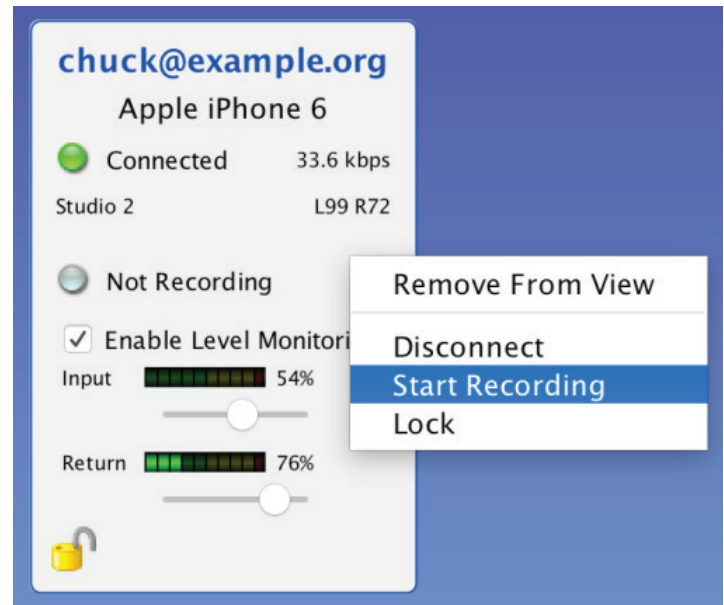 chuck@example.org
Apple iPhone 6
Connected 33.6 kbps
Studio 2 L99 R72
Not Recording
Enable Level Monitori
Input 54%
Return 76%
Remove From View
Disconnect
Start Recording
Lock